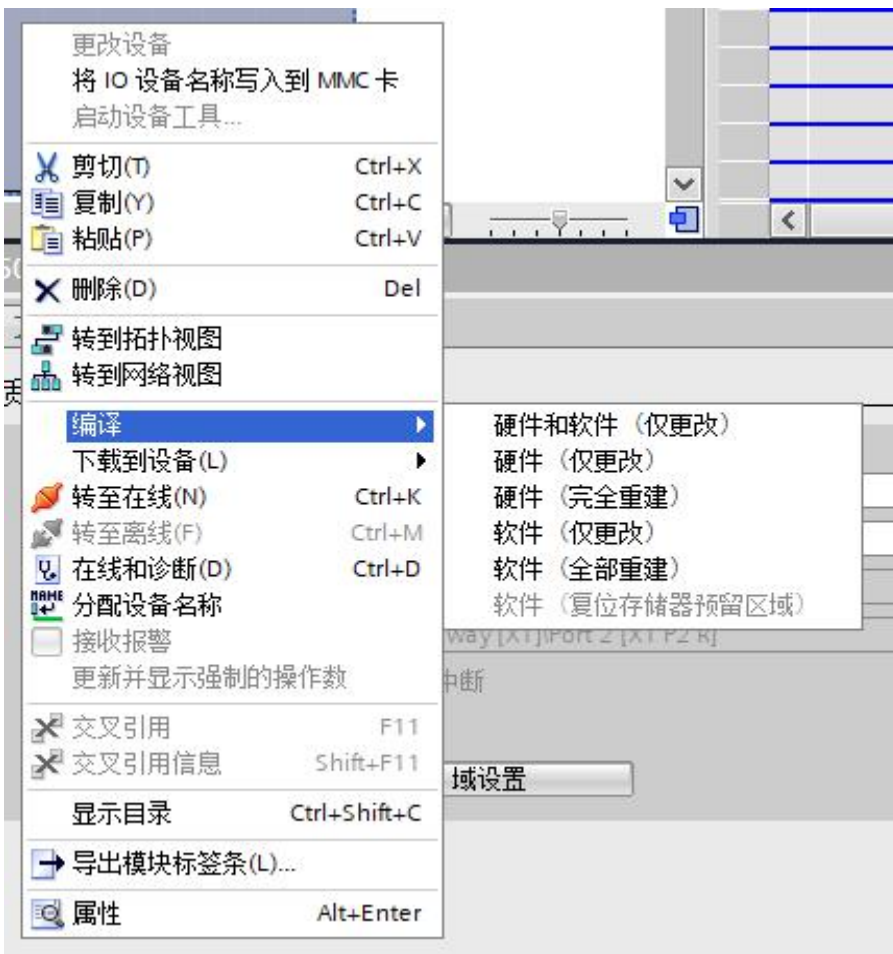 更改设备
将 IO 设备名称写入到 MMC 卡
启动设备工具...
剪切(T) Ctrl+X
复制(Y) Ctrl+C
粘贴(P) Ctrl+V
删除(D) Del
转到拓扑视图
转到网络视图
编译
下载到设备(L)
转至在线(N) Ctrl+K
转至离线(F) Ctrl+M
在线和诊断(D) Ctrl+D
NAME 分配设备名称
接收报警
更新并显示强制的操作数
交叉引用 F11
交叉引用信息 Shift+F11
显示目录 Ctrl+Shift+C
导出模块标签条(L)...
属性 Alt+Enter
硬件和软件（仅更改）
硬件（仅更改）
硬件（完全重建）
软件（仅更改）
软件（全部重建）
软件（复位存储器预留区域）
way [X1]\Port 2 [X1 P2 R]
中断
域设置